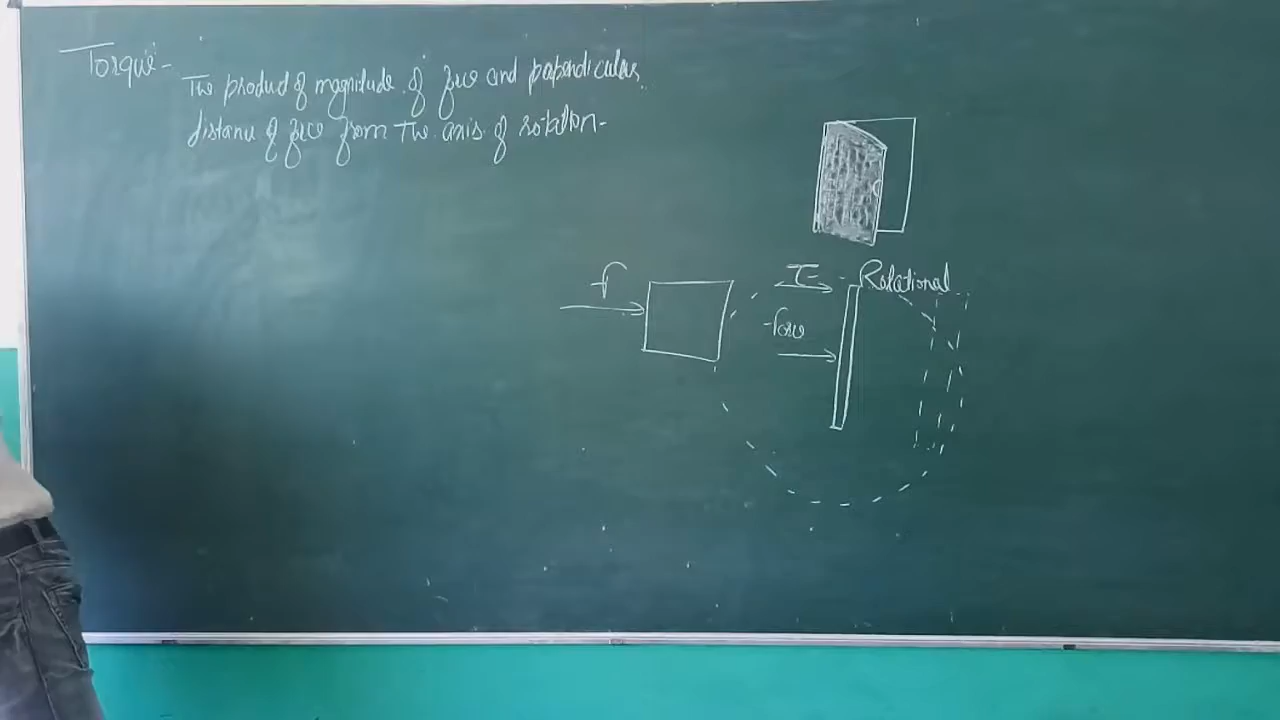 Torque -
The product of magnitude of force and perpendicular
distance of force from The axis of rotation -
F
τ - Rotational
force